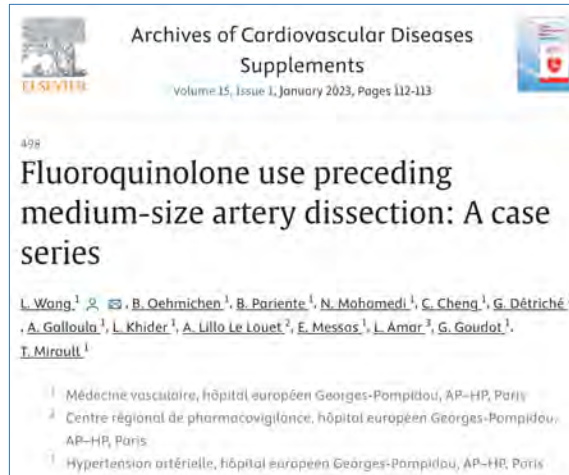 Archives of Cardiovascular Diseases
Supplements
Volume 15, Issue 1, January 2023, Pages 112-113
ELSEVIER
498
Fluoroquinolone use preceding
medium-size artery dissection: A case
series
L. Wang 1, B. Oehmichen 1, B. Pariente 1, N. Mohamedi 1, C. Cheng 1, G. Détriché
, A. Galloula 1, L. Khider 1, A. Lillo Le Louet 2, E. Messas 1, L. Amar 3, G. Goudot 1,
T. Mirault 1
1 Médecine vasculaire, hôpital européen Georges-Pompidou, AP–HP, Paris
2 Centre régional de pharmacovigilance, hôpital européen Georges-Pompidou,
AP–HP, Paris
Hypertension artérielle, hôpital européen Georges-Pompidou, AP–HP, Paris